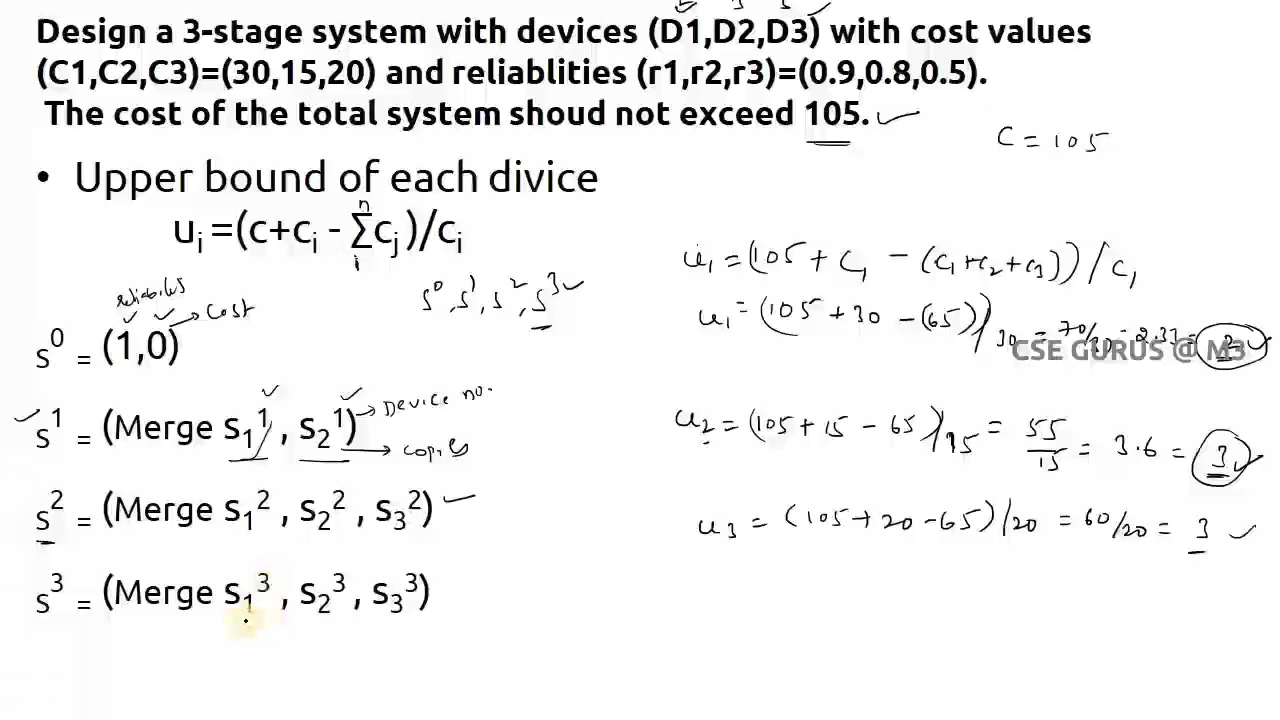 Design a 3-stage system with devices (D1,D2,D3) with cost values
(C1,C2,C3)=(30,15,20) and reliablities (r1,r2,r3)=(0.9,0.8,0.5).
The cost of the total system shoud not exceed 105.
C = 105
• Upper bound of each divice
uᵢ =(c+cᵢ - ∑cⱼ )/cᵢ
n
i
u₁ = (105 + C₁ - (C₁+C₂+C₃)) / C₁
u₁ = (105 + 30 - (65)) / 30 = 70/30 = 2.33 = 2
CSE GURUS @ M3
cost
s⁰, s¹, s², s³
s⁰ = (1,0)
Device no.
s¹ = (Merge s₁¹ , s₂¹)
copies
u₂ = (105 + 15 - 65) / 15 = 55/15 = 3.6 = 3
s² = (Merge s₁² , s₂² , s₃²)
u₃ = (105 + 20 - 65) / 20 = 60/20 = 3
s³ = (Merge s₁³ , s₂³ , s₃³)